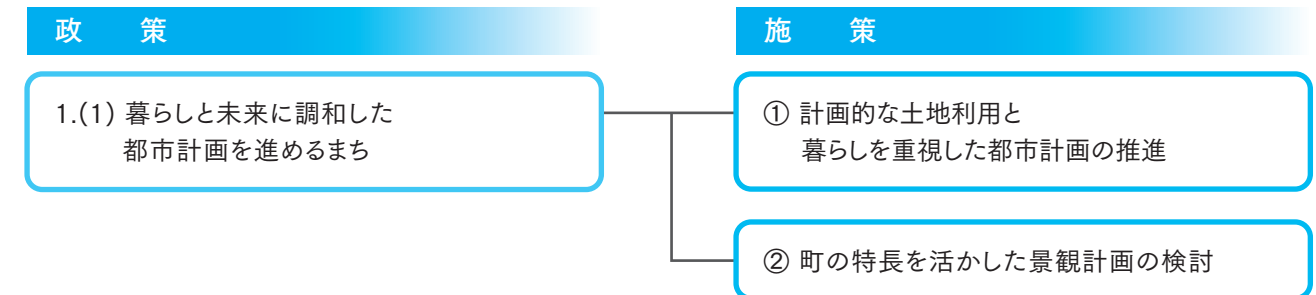 政　策
施　策
1.(1) 暮らしと未来に調和した
都市計画を進めるまち
① 計画的な土地利用と
暮らしを重視した都市計画の推進
② 町の特長を活かした景観計画の検討